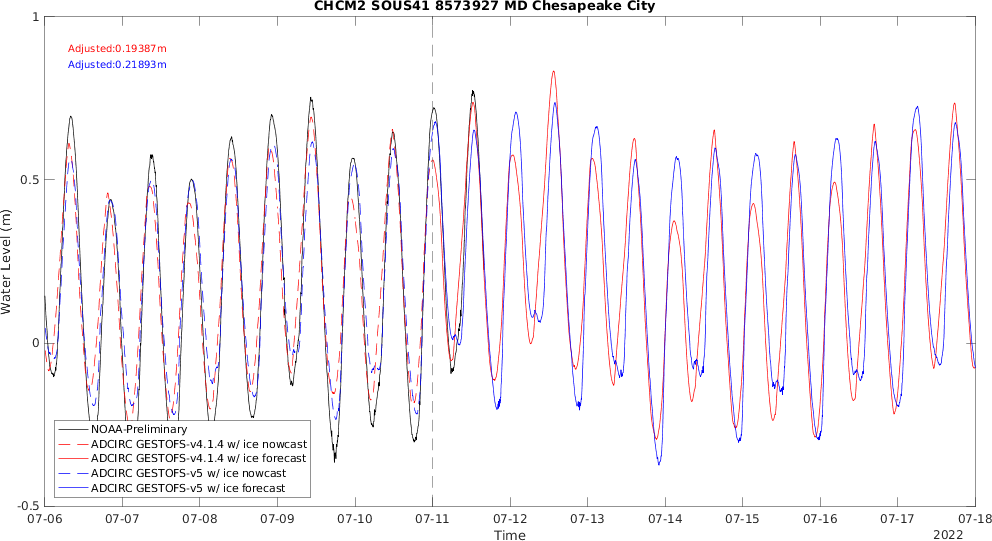 CHCM2 SOUS41 8573927 MD Chesapeake City
1
Adjusted:0.19387m
Adjusted:0.21893m
0.5
Water Level (m)
0
NOAA-Preliminary
ADCIRC GESTOFS-v4.1.4 w/ ice nowcast
ADCIRC GESTOFS-v4.1.4 w/ ice forecast
ADCIRC GESTOFS-v5 w/ ice nowcast
ADCIRC GESTOFS-v5 w/ ice forecast
-0.5
07-06 07-07 07-08 07-09 07-10 07-11 07-12 07-13 07-14 07-15 07-16 07-17 07-18
Time
2022